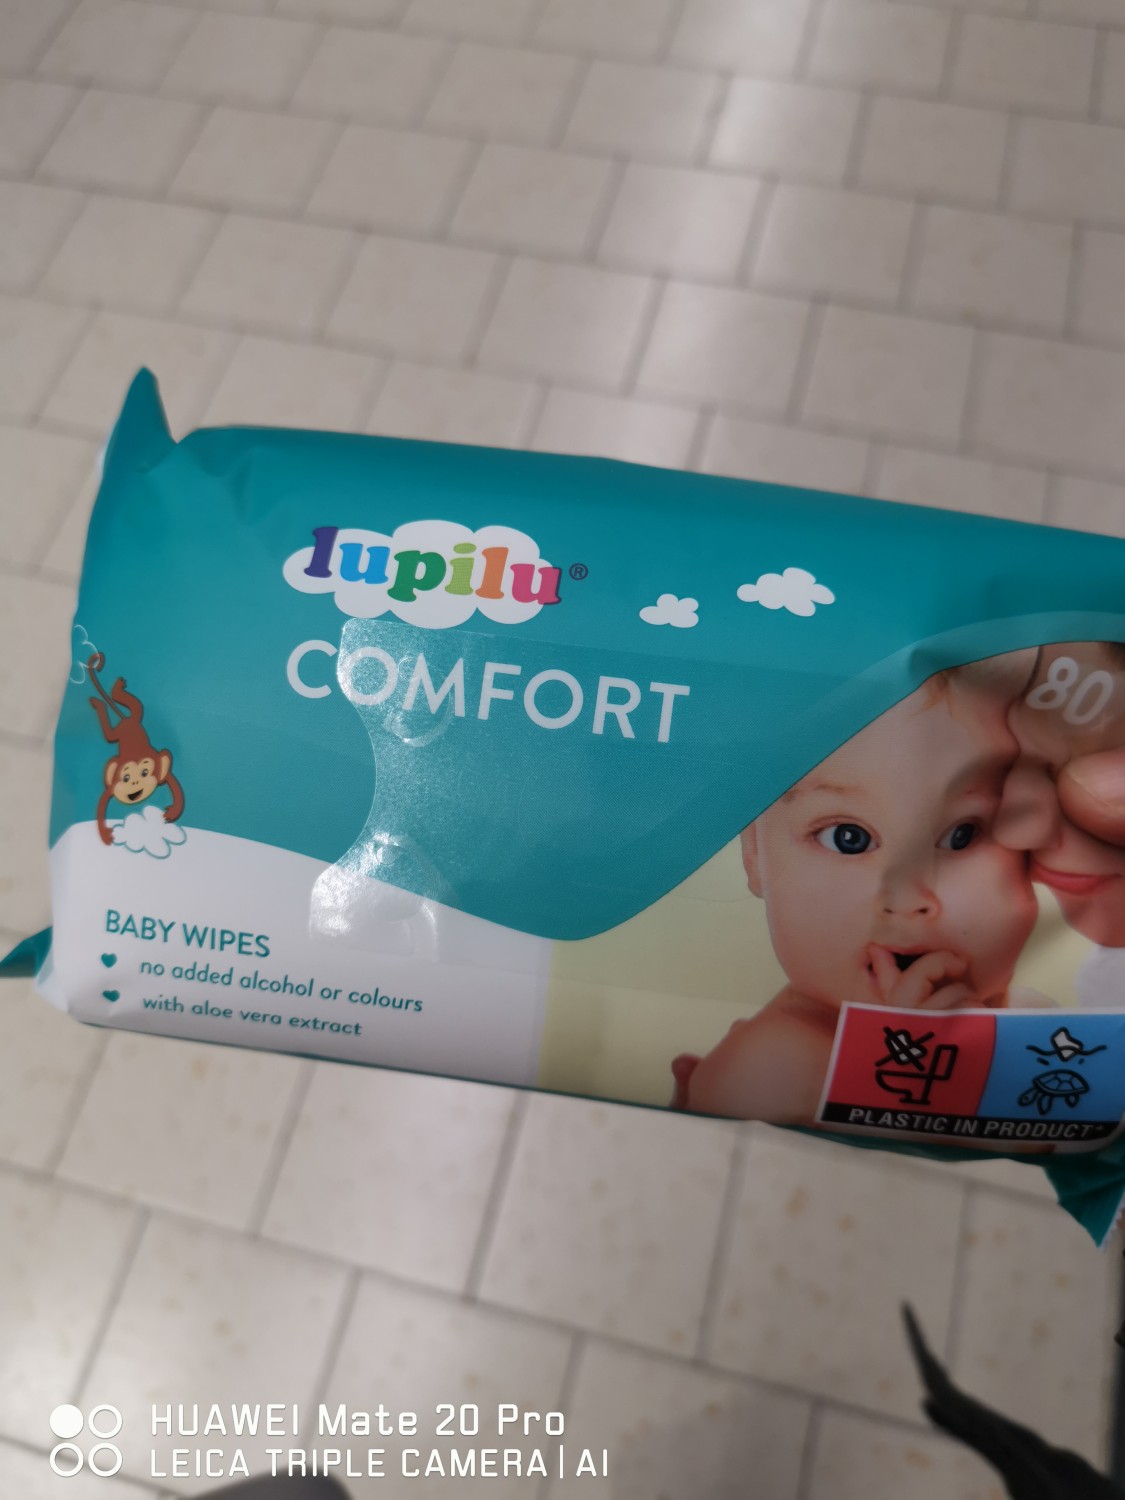 lupilu®
COMFORT
80
BABY WIPES
no added alcohol or colours
with aloe vera extract
PLASTIC IN PRODUCT*
HUAWEI Mate 20 Pro
LEICA TRIPLE CAMERA | AI